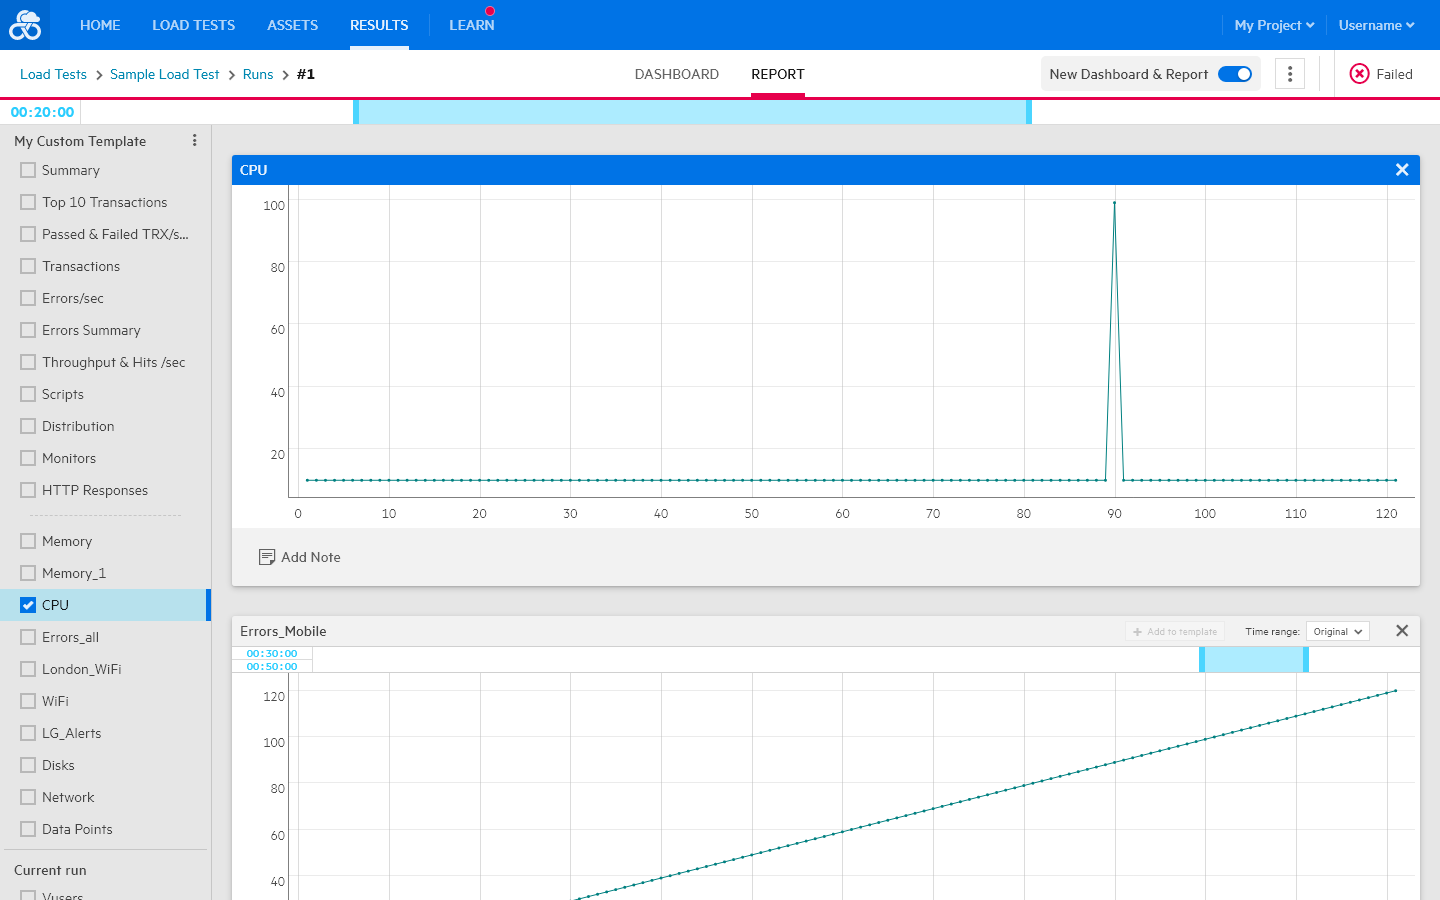 HOME LOAD TESTS ASSETS RESULTS LEARN My Project Username
Load Tests > Sample Load Test > Runs > #1 DASHBOARD REPORT New Dashboard & Report Failed
00:20:00
My Custom Template
Summary
Top 10 Transactions
Passed & Failed TRX/s...
Transactions
Errors/sec
Errors Summary
Throughput & Hits /sec
Scripts
Distribution
Monitors
HTTP Responses
Memory
Memory_1
CPU
Errors_all
London_WiFi
WiFi
LG_Alerts
Disks
Network
Data Points
Current run
Vusers
CPU
100
80
60
40
20
0 10 20 30 40 50 60 70 80 90 100 110 120
Add Note
Errors_Mobile + Add to template Time range: Original
00:30:00
00:50:00
120
100
80
60
40